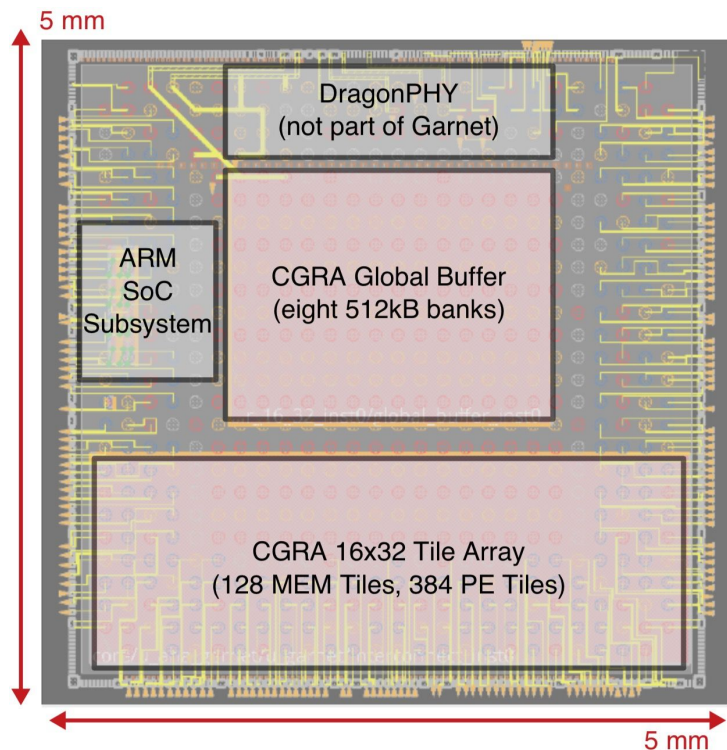 5 mm
DragonPHY
(not part of Garnet)
ARM
SoC
Subsystem
CGRA Global Buffer
(eight 512kB banks)
CGRA 16x32 Tile Array
(128 MEM Tiles, 384 PE Tiles)
5 mm